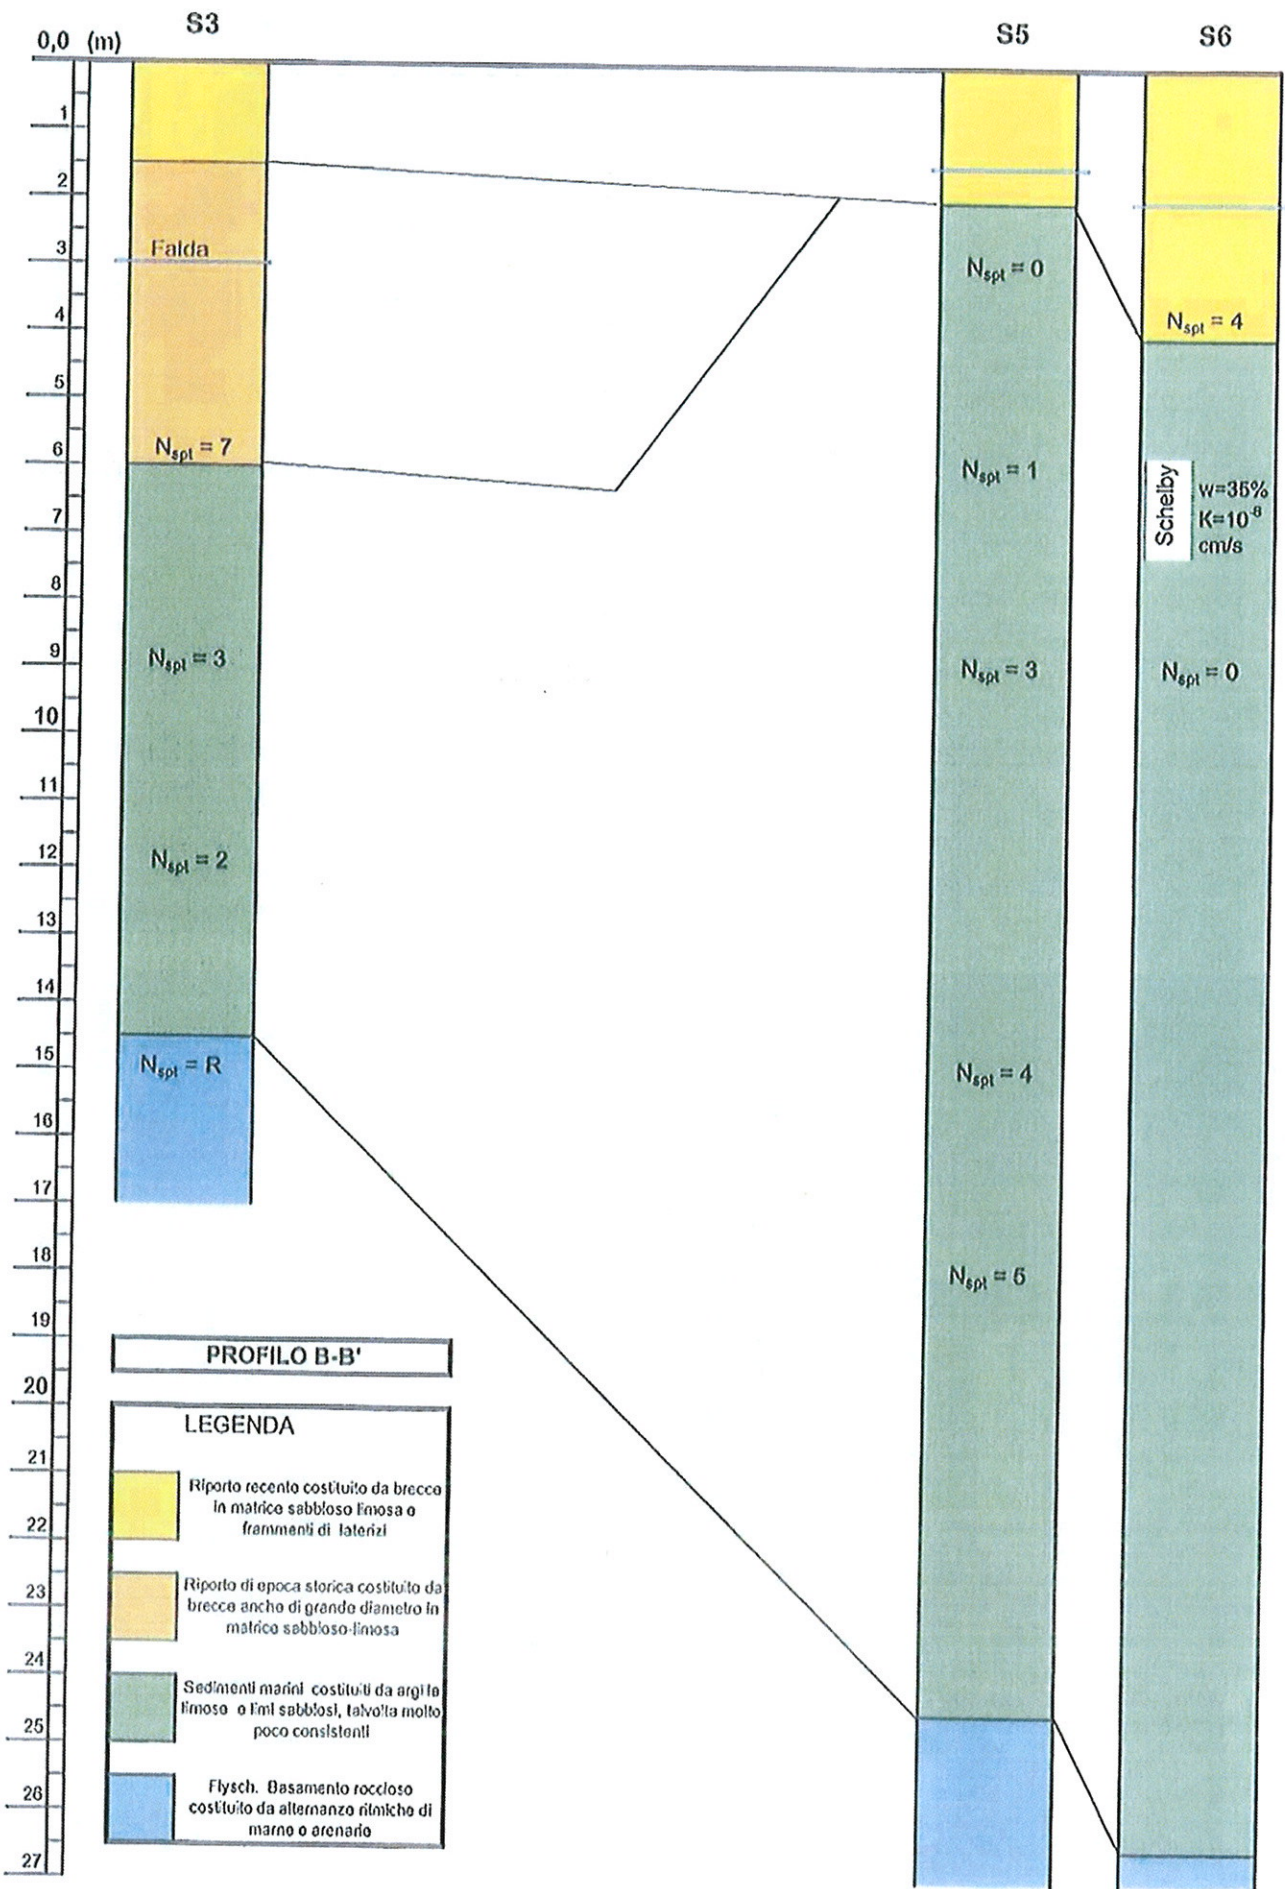 S3
S5
S6
0,0 (m)
1
2
3
4
5
6
7
8
9
10
11
12
13
14
15
16
17
18
19
20
21
22
23
24
25
26
27
Falda
Nspt = 7
Nspt = 3
Nspt = 2
Nspt = R
Nspt = 0
Nspt = 1
Nspt = 3
Nspt = 4
Nspt = 5
Nspt = 4
Schelby
w=35%
K=10⁻⁸
cm/s
Nspt = 0
PROFILO B-B'
LEGENDA
Riporto recente costituito da brecce
in matrice sabbioso limosa e
frammenti di laterizi
Riporto di epoca storica costituito da
brecce anche di grande diametro in
matrice sabbioso-limosa
Sedimenti marini costituiti da argille
limose e limi sabbiosi, talvolta molto
poco consistenti
Flysch. Basamento roccioso
costituito da alternanze ritmiche di
marne e arenarie